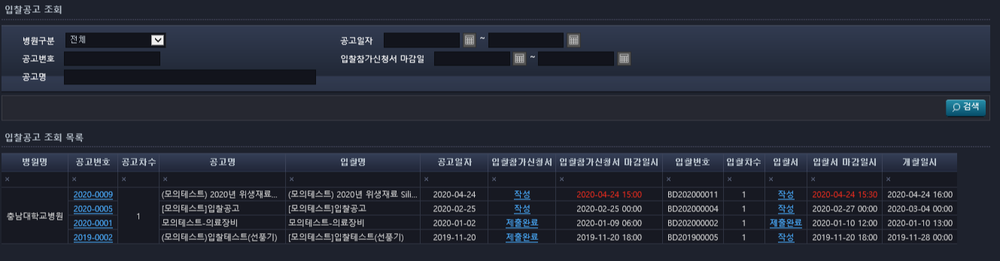 입찰공고 조회
병원구분 전체 공고일자 ~
공고번호 입찰참가신청서 마감일 ~
공고명
검색
입찰공고 조회 목록
병원명 공고번호 공고차수 공고명 입찰명 공고일자 입찰참가신청서 입찰참가신청서 마감일시 입찰번호 입찰차수 입찰서 입찰서 마감일시 개찰일시
× × × × × × × × × × × × ×
2020-0009 (모의테스트) 2020년 위생재료... (모의테스트) 2020년 위생재료 Sili... 2020-04-24 작성 2020-04-24 15:00 BD202000011 1 작성 2020-04-24 15:30 2020-04-24 16:00
2020-0005 [모의테스트]입찰공고 [모의테스트]입찰공고 2020-02-25 작성 2020-02-25 00:00 BD202000004 1 작성 2020-02-27 00:00 2020-03-04 00:00
충남대학교병원 1
2020-0001 모의테스트-의료장비 모의테스트-의료장비 2020-01-02 제출완료 2020-01-09 06:00 BD202000002 1 제출완료 2020-01-10 12:00 2020-01-10 13:00
2019-0002 (모의테스트)입찰테스트(선풍기) [모의테스트]입찰테스트(선풍기) 2019-11-20 제출완료 2019-11-20 18:00 BD201900005 1 작성 2019-11-20 18:00 2019-11-28 00:00